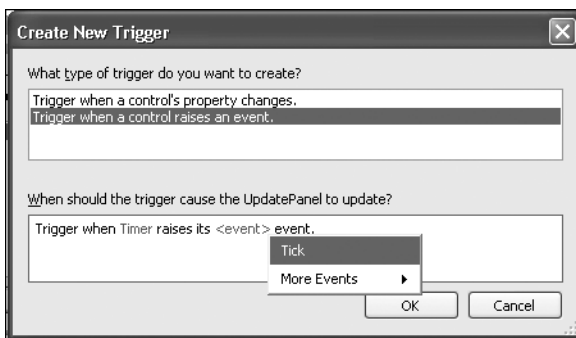 Create New Trigger
What type of trigger do you want to create?
Trigger when a control's property changes.
Trigger when a control raises an event.
When should the trigger cause the UpdatePanel to update?
Trigger when Timer raises its <event> event.
Tick
More Events
OK
Cancel